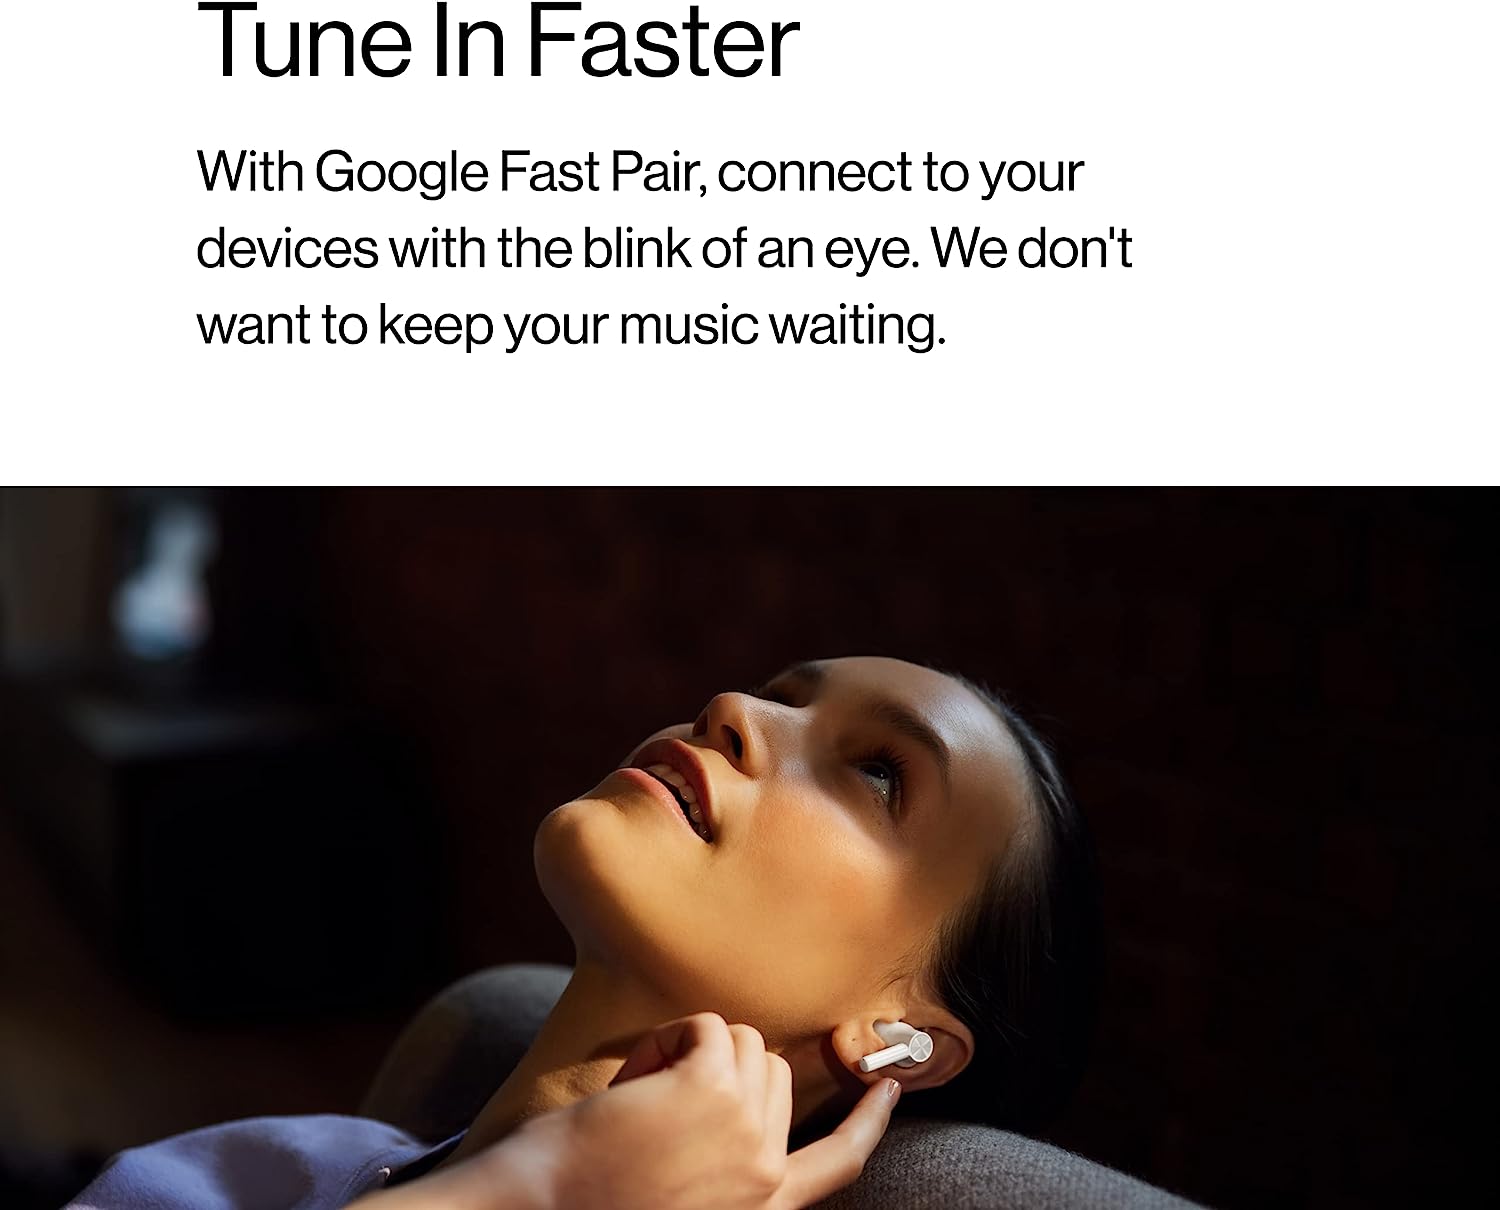 Tune In Faster
With Google Fast Pair, connect to your
devices with the blink of an eye. We don't
want to keep your music waiting.